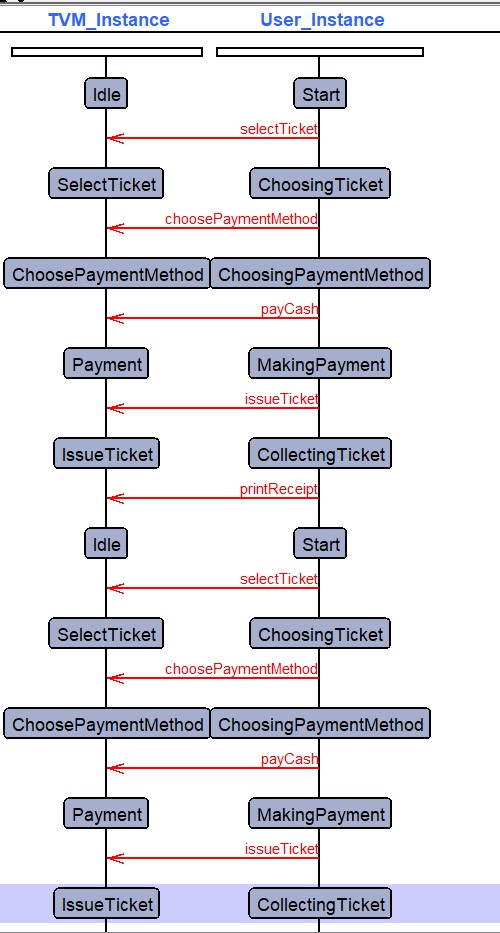 TVM_Instance User_Instance
Idle Start
selectTicket
SelectTicket ChoosingTicket
choosePaymentMethod
ChoosePaymentMethod ChoosingPaymentMethod
payCash
Payment MakingPayment
issueTicket
IssueTicket CollectingTicket
printReceipt
Idle Start
selectTicket
SelectTicket ChoosingTicket
choosePaymentMethod
ChoosePaymentMethod ChoosingPaymentMethod
payCash
Payment MakingPayment
issueTicket
IssueTicket CollectingTicket